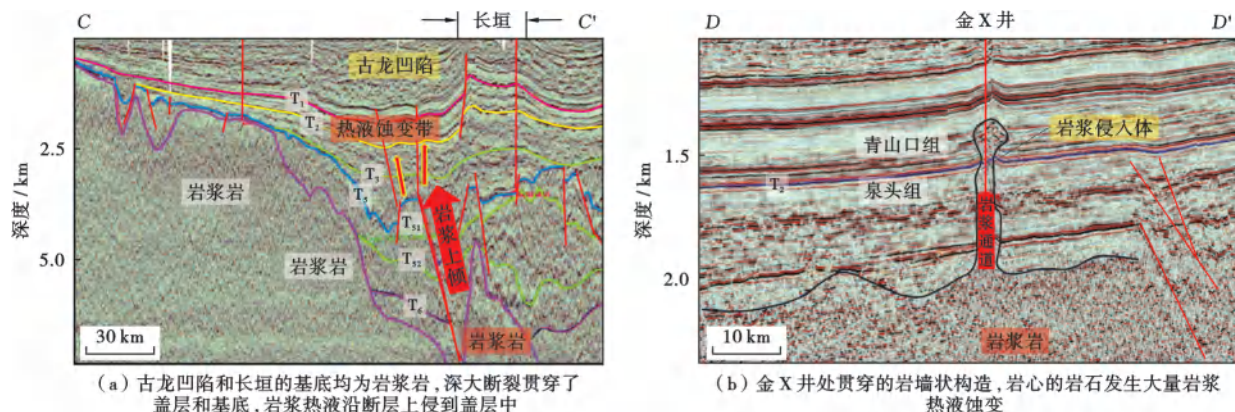 C
长垣
C'
古龙凹陷
T₁
T₂
热液蚀变带
2.5
T₃
T₅
岩浆岩
T₅₁
岩浆上倾
岩浆岩
T₅₂
5.0
T₆
深度/km
30 km
岩浆岩
(a)古龙凹陷和长垣的基底均为岩浆岩,深大断裂贯穿了
盖层和基底,岩浆热液沿断层上侵到盖层中
D
金X井
D'
青山口组
岩浆侵入体
1.5
T₂
泉头组
岩浆通道
2.0
深度/km
10 km
岩浆岩
(b)金X井处贯穿的岩墙状构造,岩心的岩石发生大量岩浆
热液蚀变